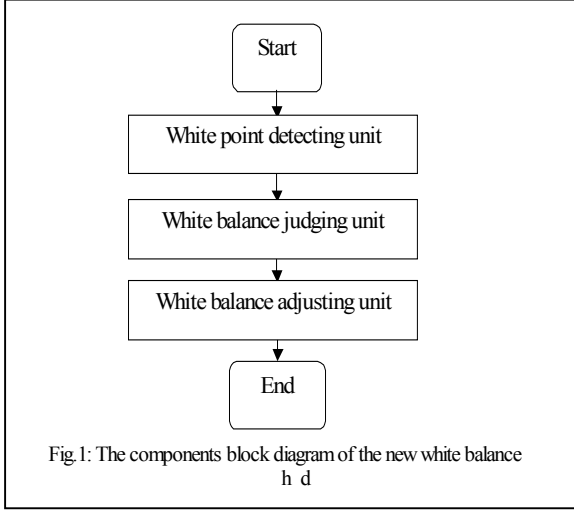 Start
White point detecting unit
White balance judging unit
White balance adjusting unit
End
Fig.1: The components block diagram of the new white balance
h d